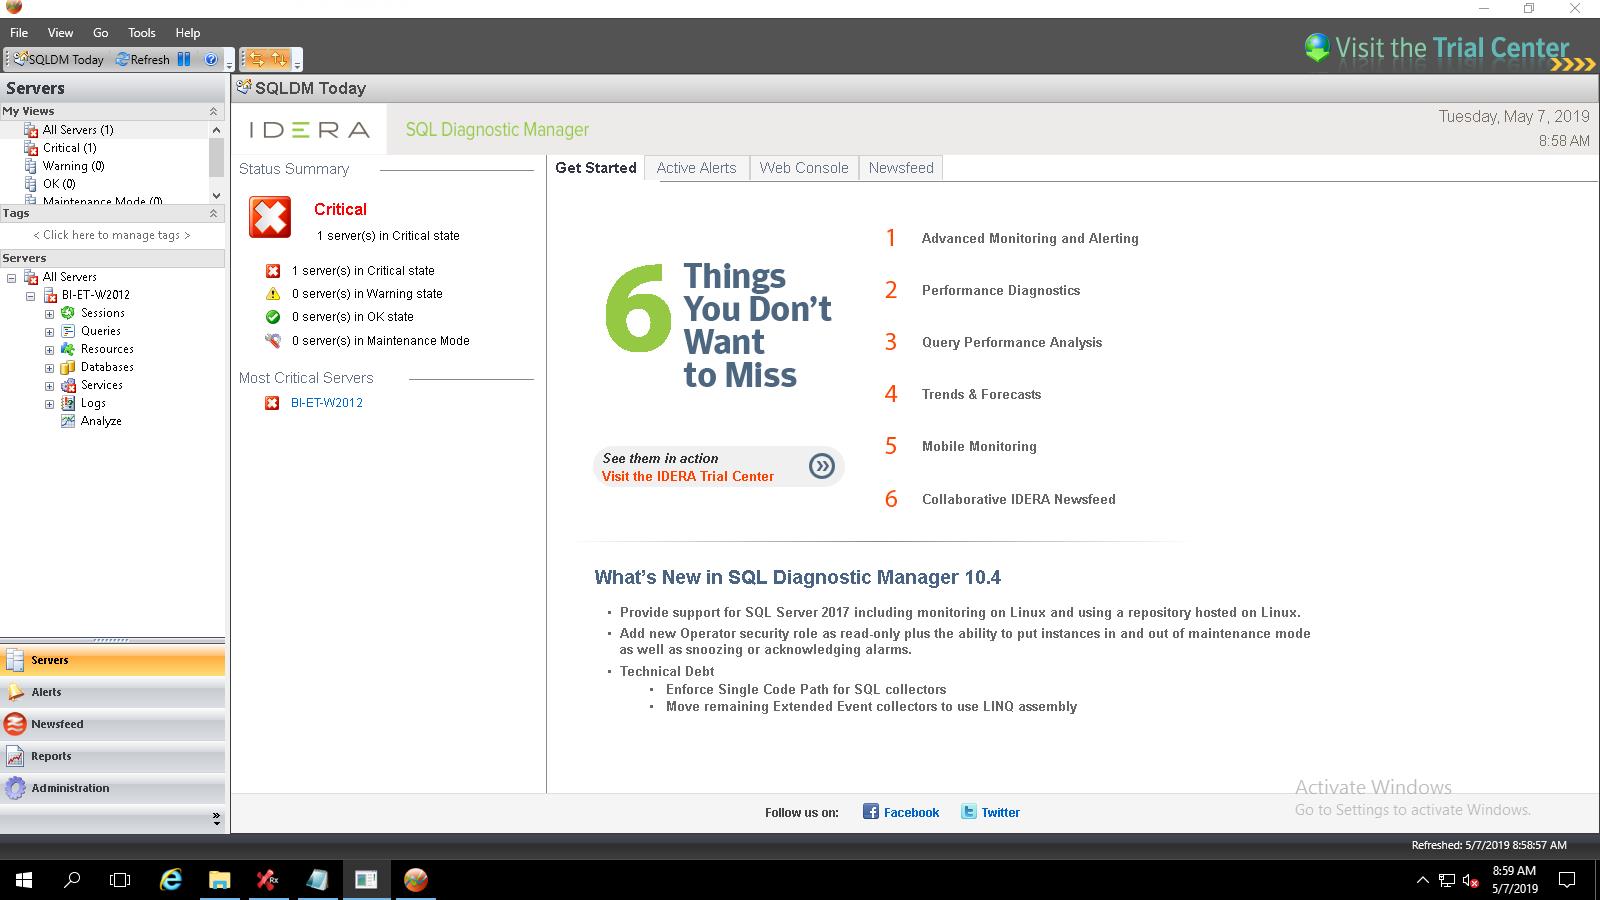 File View Go Tools Help
Visit the Trial Center
SQLDM Today Refresh
Servers
My Views
All Servers (1)
Critical (1)
Warning (0)
OK (0)
Maintenance Mode (0)
Tags
< Click here to manage tags >
Servers
All Servers
BI-ET-W2012
Sessions
Queries
Resources
Databases
Services
Logs
Analyze
Servers
Alerts
Newsfeed
Reports
Administration
SQLDM Today
IDERA SQL Diagnostic Manager
Tuesday, May 7, 2019
8:58 AM
Status Summary
Critical
1 server(s) in Critical state
1 server(s) in Critical state
0 server(s) in Warning state
0 server(s) in OK state
0 server(s) in Maintenance Mode
Most Critical Servers
BI-ET-W2012
Get Started Active Alerts Web Console Newsfeed
6 Things
You Don't
Want
to Miss
See them in action
Visit the IDERA Trial Center
1 Advanced Monitoring and Alerting
2 Performance Diagnostics
3 Query Performance Analysis
4 Trends & Forecasts
5 Mobile Monitoring
6 Collaborative IDERA Newsfeed
What's New in SQL Diagnostic Manager 10.4
• Provide support for SQL Server 2017 including monitoring on Linux and using a repository hosted on Linux.
• Add new Operator security role as read-only plus the ability to put instances in and out of maintenance mode
as well as snoozing or acknowledging alarms.
• Technical Debt
• Enforce Single Code Path for SQL collectors
• Move remaining Extended Event collectors to use LINQ assembly
Activate Windows
Go to Settings to activate Windows.
Follow us on: Facebook Twitter
Refreshed: 5/7/2019 8:58:57 AM
8:59 AM
5/7/2019